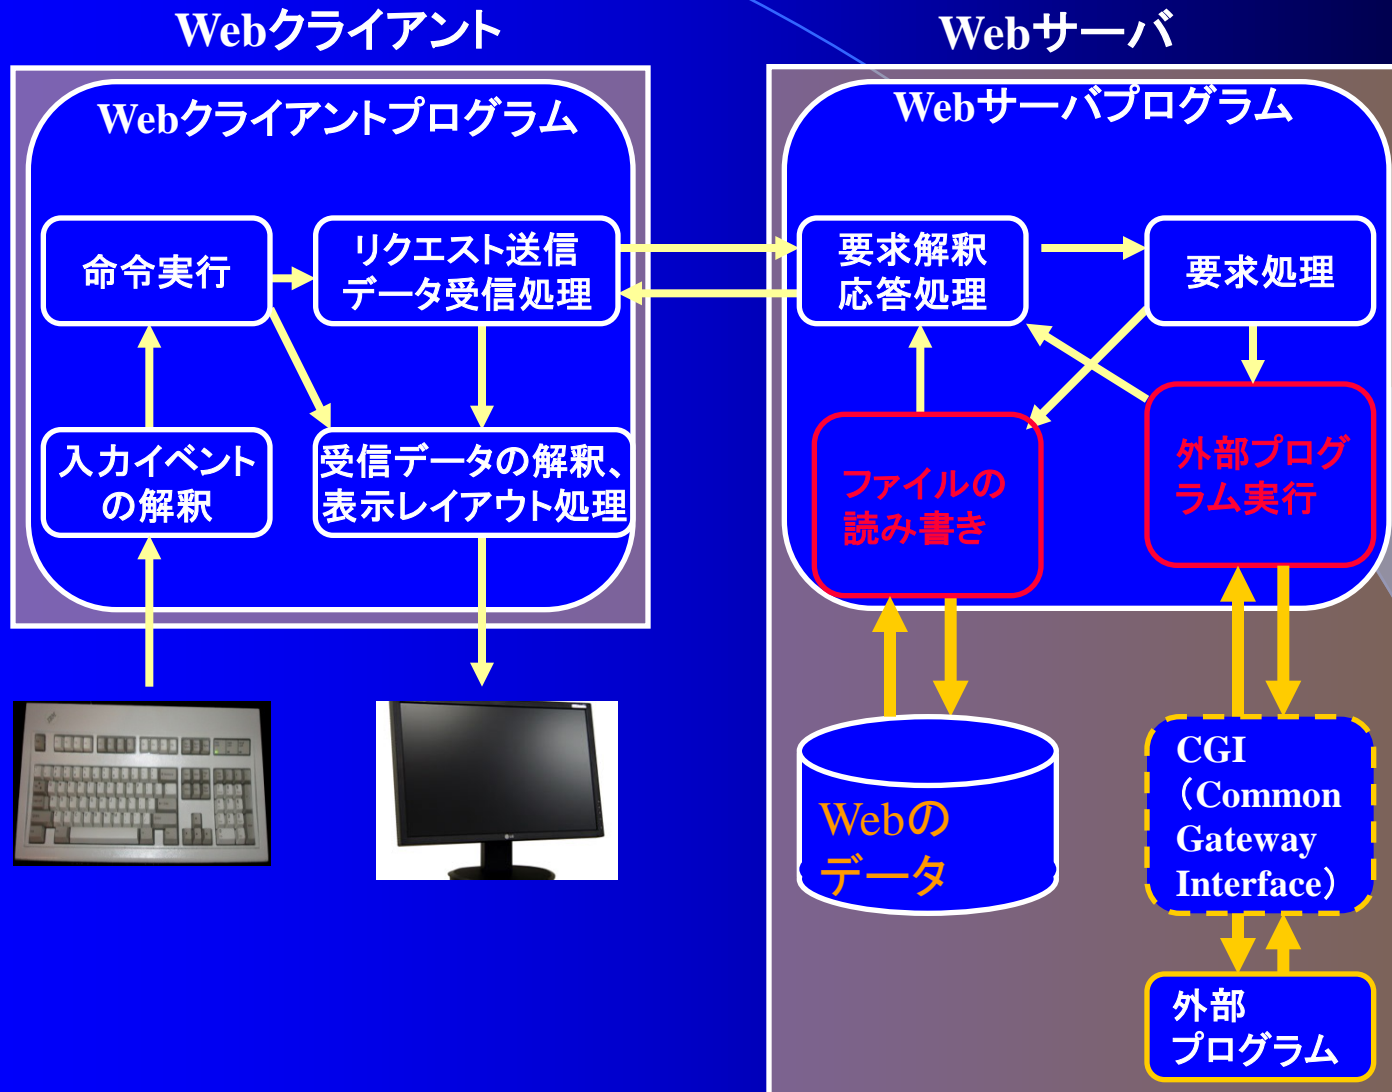 Webクライアント
Webサーバ
Webクライアントプログラム
Webサーバプログラム
命令実行
リクエスト送信
データ受信処理
要求解釈
応答処理
要求処理
入力イベント
の解釈
受信データの解釈、
表示レイアウト処理
ファイルの
読み書き
外部プログ
ラム実行
Webの
データ
CGI
（Common
Gateway
Interface）
外部
プログラム